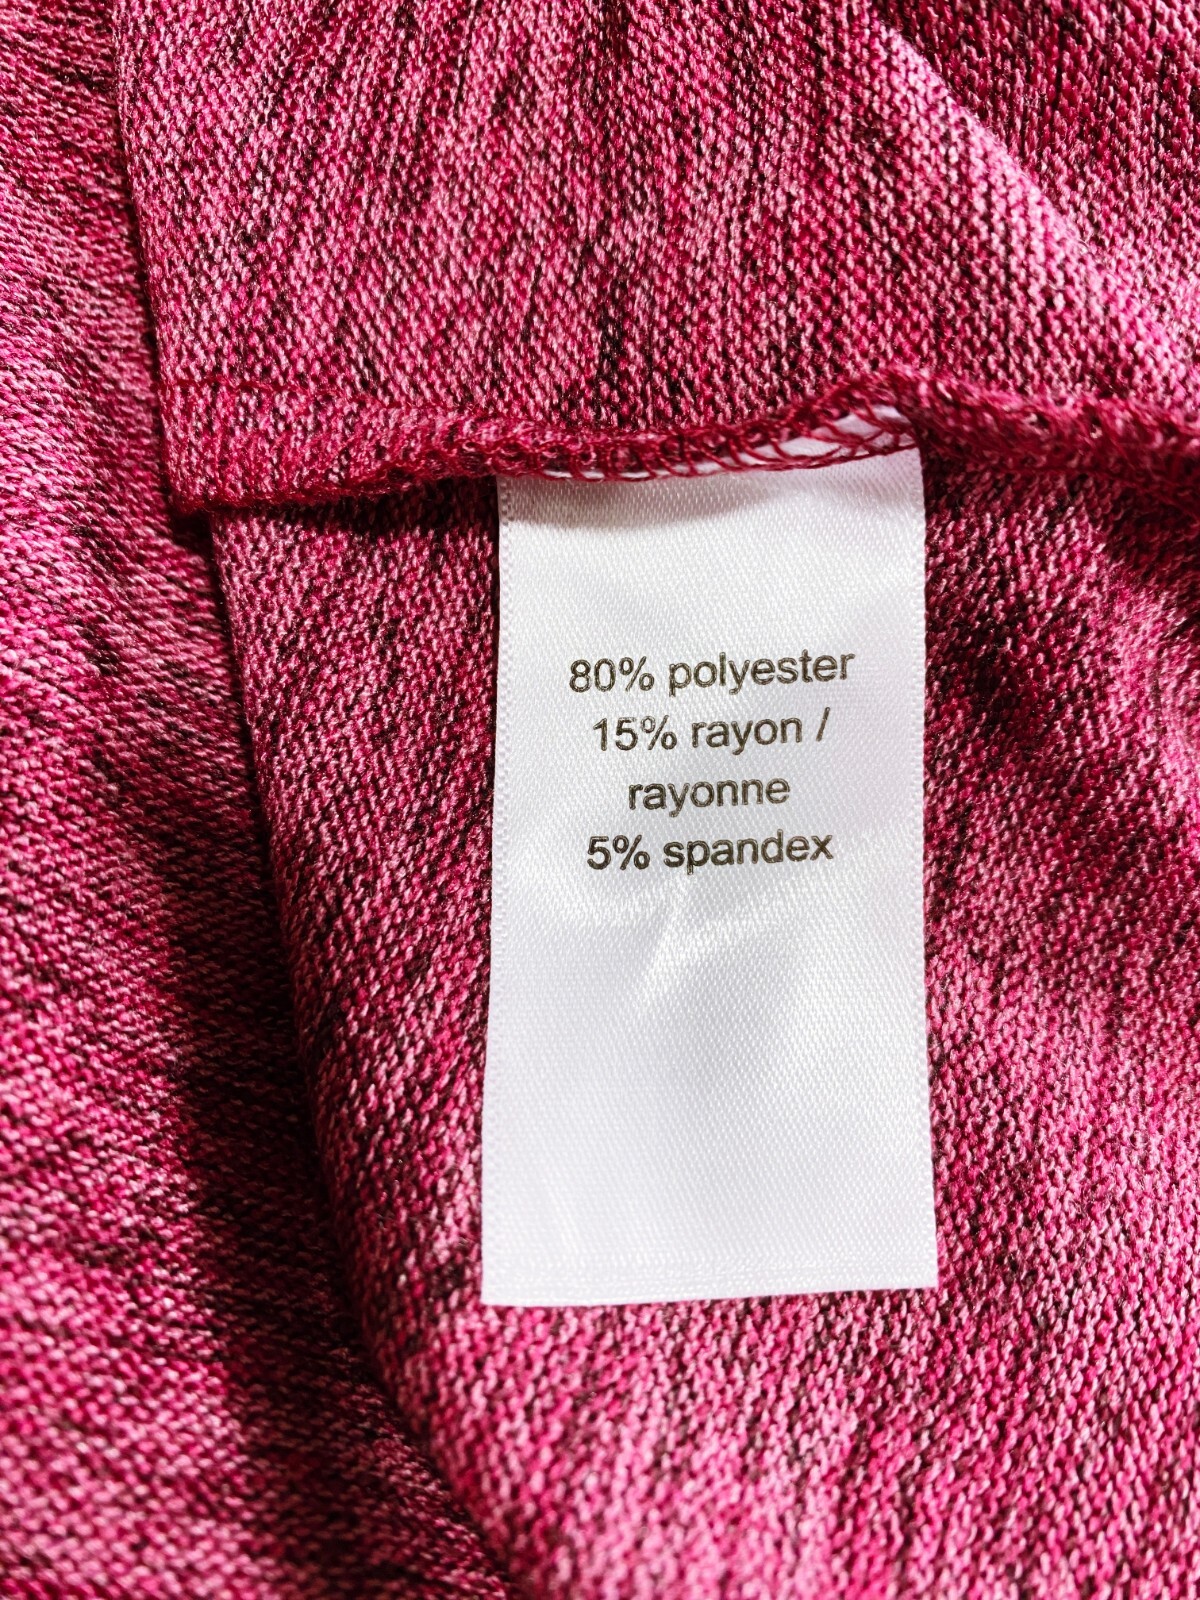 80% polyester
15% rayon /
rayonne
5% spandex